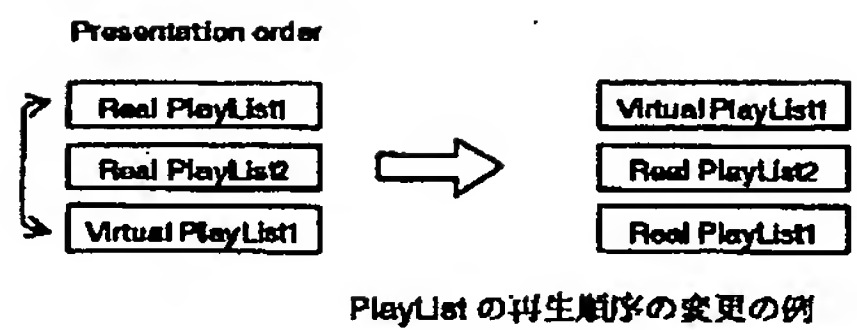 Presentation order
Real PlayList1
Real PlayList2
Virtual PlayList1
Virtual PlayList1
Real PlayList2
Real PlayList1
PlayList の再生順序の変更の例